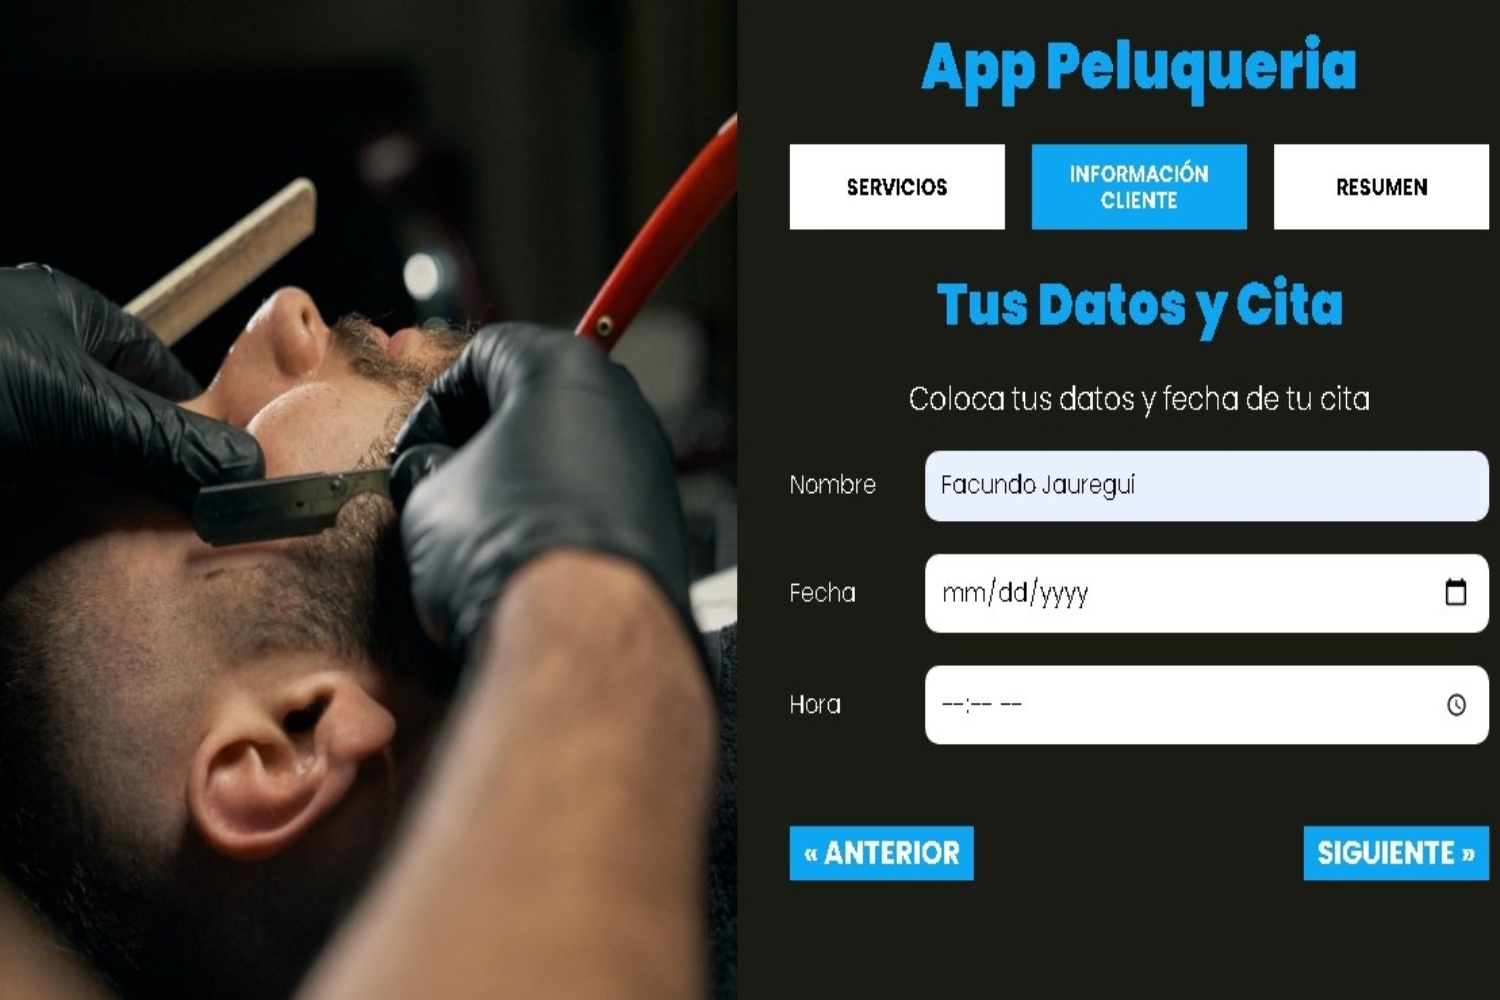 App Peluqueria
SERVICIOS
INFORMACIÓN
CLIENTE
RESUMEN
Tus Datos y Cita
Coloca tus datos y fecha de tu cita
Nombre
Facundo Jaureguí
Fecha
mm/dd/yyyy
Hora
--:-- --
« ANTERIOR
SIGUIENTE »